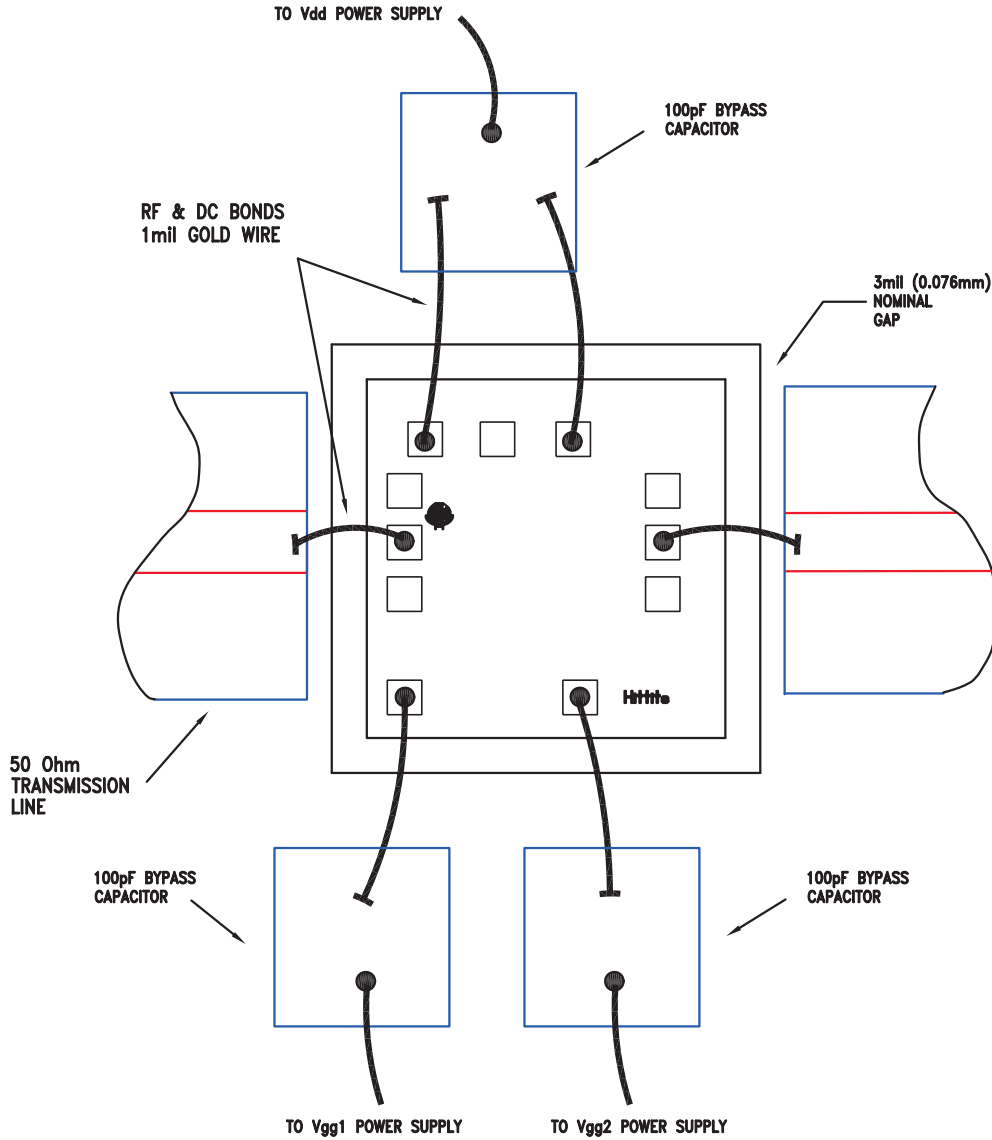 TO Vdd POWER SUPPLY
100pF BYPASS
CAPACITOR
RF & DC BONDS
1mil GOLD WIRE
3mil (0.076mm)
NOMINAL
GAP
Hittite
50 Ohm
TRANSMISSION
LINE
100pF BYPASS
CAPACITOR
100pF BYPASS
CAPACITOR
TO Vgg1 POWER SUPPLY
TO Vgg2 POWER SUPPLY